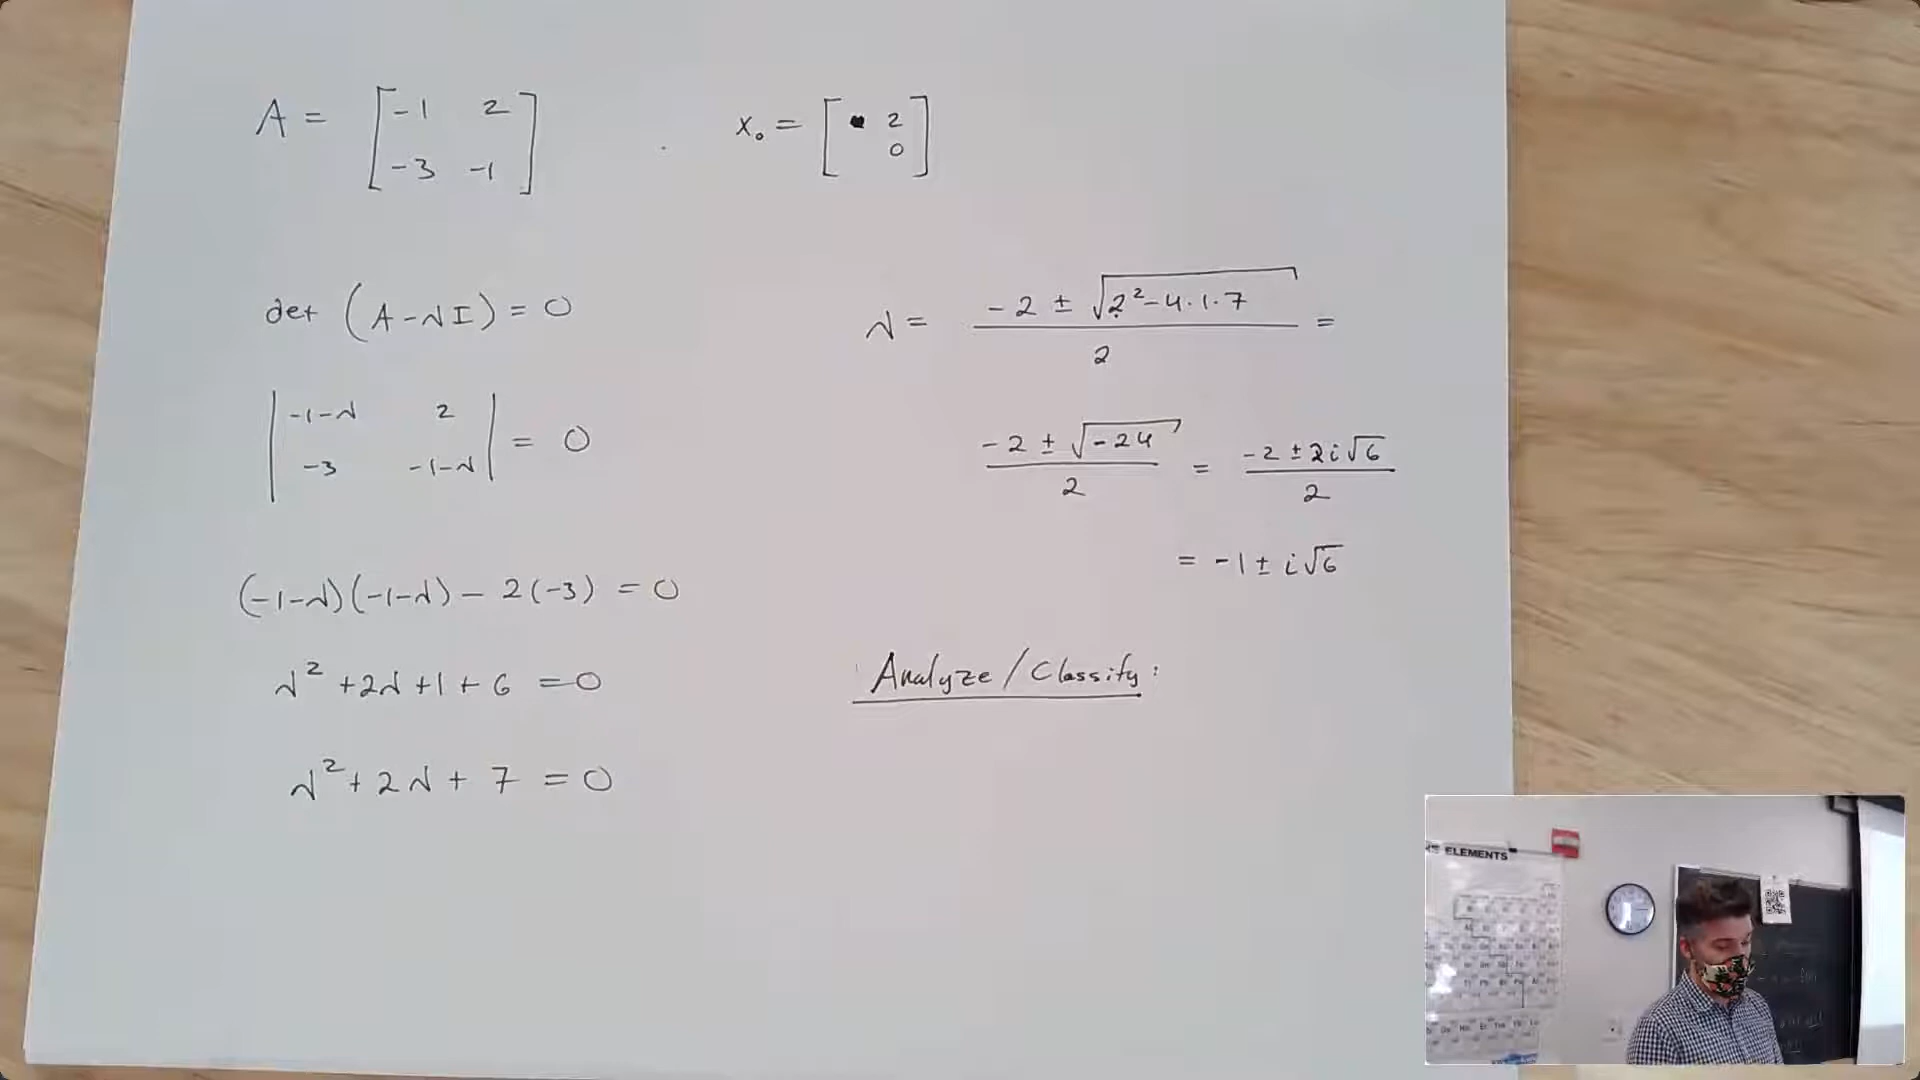 A = [ -1 2
-3 -1 ]
x₀ = [ 2
0 ]
det (A-λI) = 0
| -1-λ 2
-3 -1-λ | = 0
(-1-λ)(-1-λ) - 2(-3) = 0
λ² +2λ +1 + 6 = 0
λ² + 2λ + 7 = 0
λ = (-2 ± √(2²-4·1·7)) / 2 =
(-2 ± √(-24)) / 2 = (-2 ± 2i√6) / 2
= -1 ± i√6
Analyze / Classify:
ELEMENTS